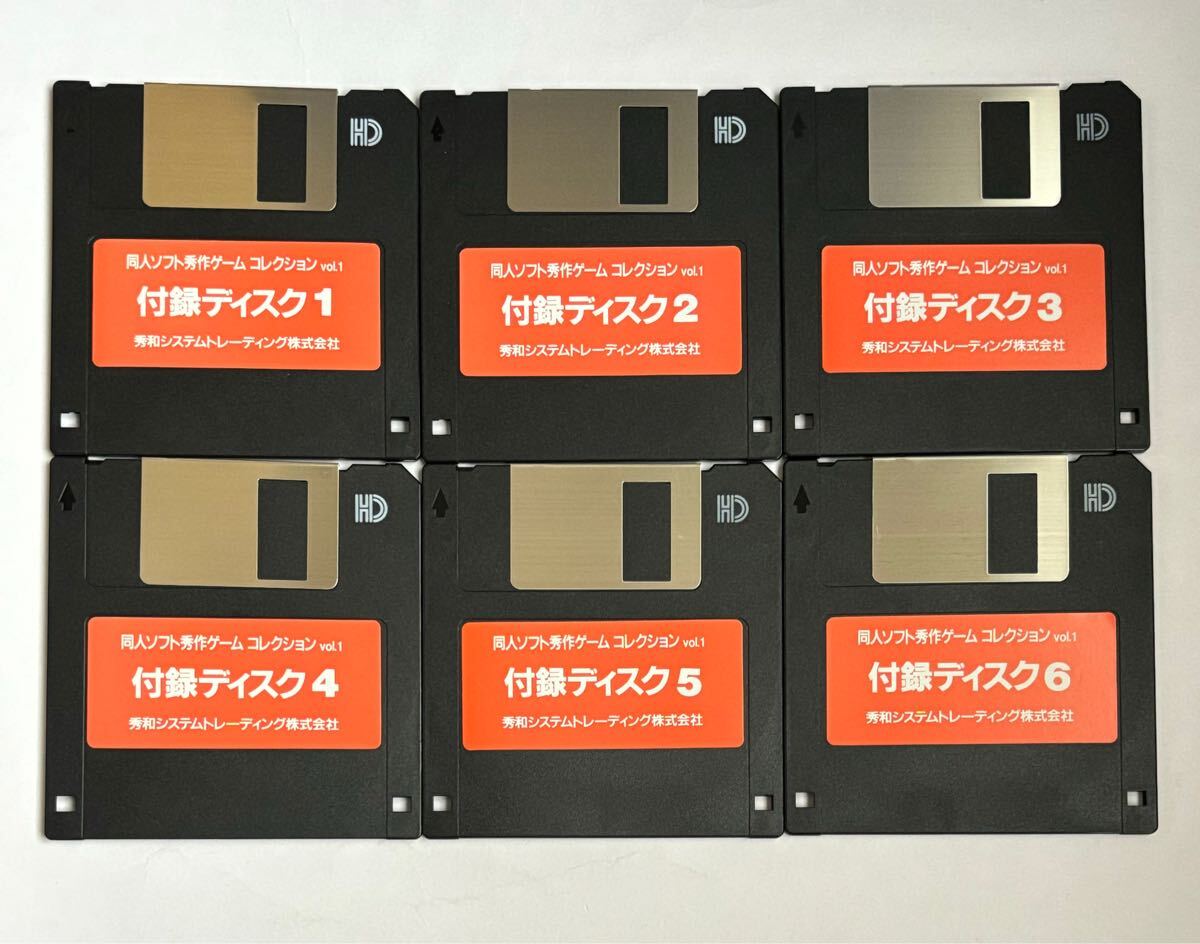 HD
同人ソフト秀作ゲーム コレクション vol.1
付録ディスク1
秀和システムトレーディング株式会社
HD
同人ソフト秀作ゲーム コレクション vol.1
付録ディスク2
秀和システムトレーディング株式会社
HD
同人ソフト秀作ゲーム コレクション vol.1
付録ディスク3
秀和システムトレーディング株式会社
HD
同人ソフト秀作ゲーム コレクション vol.1
付録ディスク4
秀和システムトレーディング株式会社
HD
同人ソフト秀作ゲーム コレクション vol.1
付録ディスク5
秀和システムトレーディング株式会社
HD
同人ソフト秀作ゲーム コレクション vol.1
付録ディスク6
秀和システムトレーディング株式会社